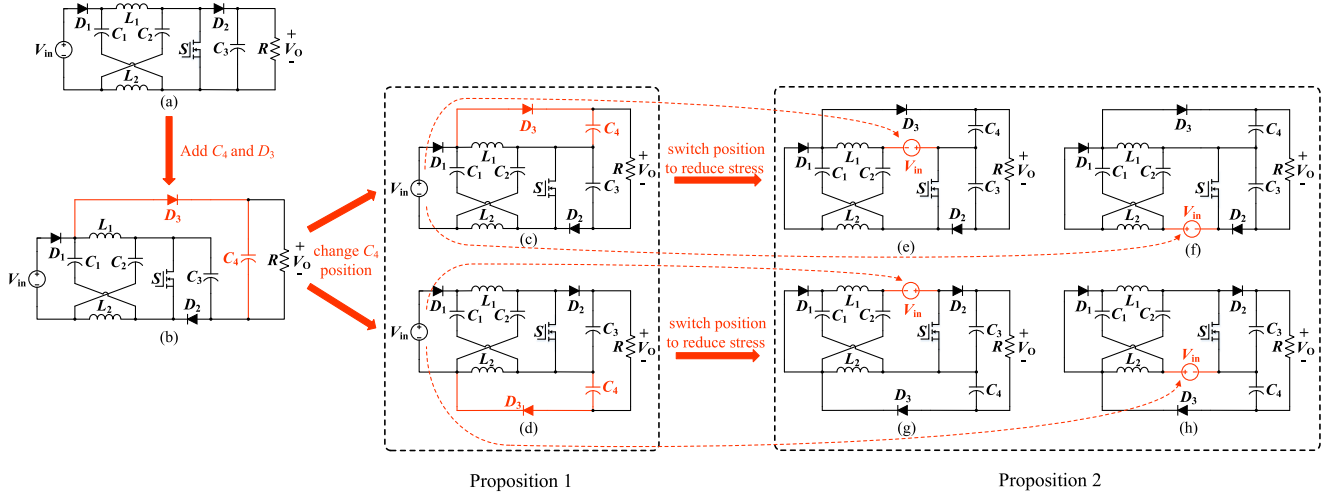 D1 L1 D2
C1 C2 S C3 R + VO -
Vin
L2
(a)
Add C4 and D3
D3
L1
D1 C1 C2 S C3 C4 R + VO -
Vin
L2 D2
(b)
change C4
position
D3 C4
D1 L1
C1 C2 S C3 R + VO -
Vin
L2 D2
(c)
D1 L1 D2
C1 C2 S C3 R + VO -
Vin
L2
D3 C4
(d)
Proposition 1
switch position
to reduce stress
switch position
to reduce stress
D3 C4
D1 L1 Vin
C1 C2 S C3 R + VO -
L2 D2
(e)
D3 C4
D1 L1
C1 C2 S C3 R + VO -
L2 Vin D2
(f)
D1 L1 Vin D2
C1 C2 S C3 R + VO -
L2
D3 C4
(g)
D1 L1 D2
C1 C2 S C3 R + VO -
L2 Vin
D3 C4
(h)
Proposition 2